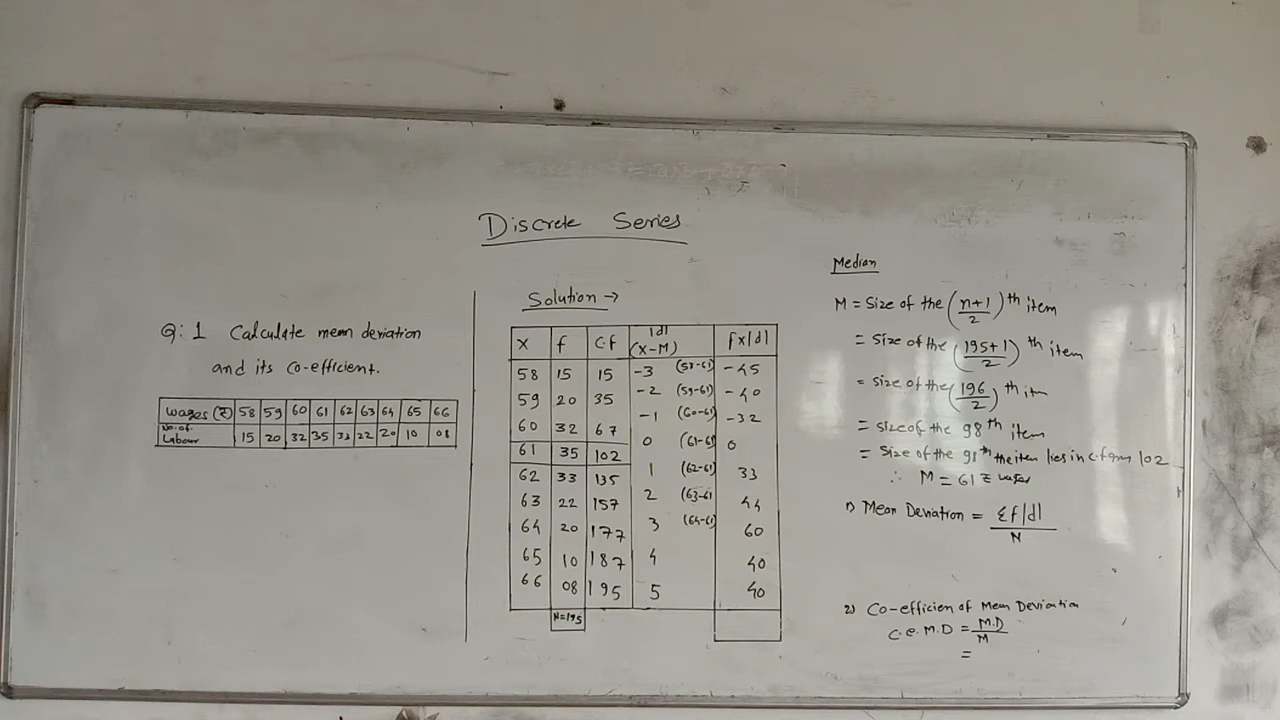 Discrete Series
Q: 1 Calculate mean deviation
and its co-efficient.
Wages (₹) 58 59 60 61 62 63 64 65 66
No. of. Labour 15 20 32 35 33 22 20 10 08
Solution →
X f C.f |d| (X-M) fx|d|
58 15 15 -3 (58-61) -45
59 20 35 -2 (59-61) -40
60 32 67 -1 (60-61) -32
61 35 102 0 (61-61) 0
62 33 135 1 (62-61) 33
63 22 157 2 (63-61 44
64 20 177 3 (64-61) 60
65 10 187 4 40
66 08 195 5 40
N=195
Median
M = Size of the (n+1/2)th item
= Size of the (195+1/2)th item
= Size of the (196/2)th itm
= size of the 98th item
= Size of the 98th the item lies in c.f 102
∴ M = 61 ₹ wages
1) Mean Deviation = Σf|d|/N
2) Co-efficien of Mean Deviation
C.e. M.D = M.D/M
=